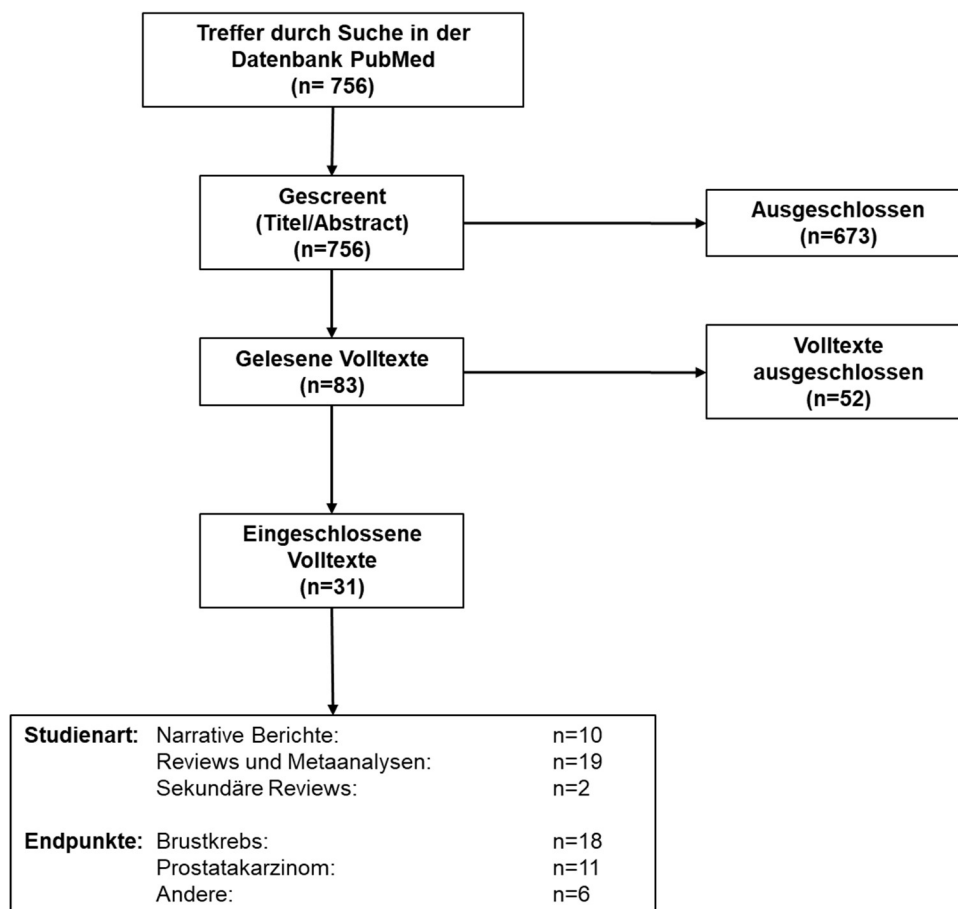 Treffer durch Suche in der
Datenbank PubMed
(n= 756)
Gescreent
(Titel/Abstract)
(n=756)
Ausgeschlossen
(n=673)
Gelesene Volltexte
(n=83)
Volltexte
ausgeschlossen
(n=52)
Eingeschlossene
Volltexte
(n=31)
Studienart: Narrative Berichte: n=10
Reviews und Metaanalysen: n=19
Sekundäre Reviews: n=2
Endpunkte: Brustkrebs: n=18
Prostatakarzinom: n=11
Andere: n=6